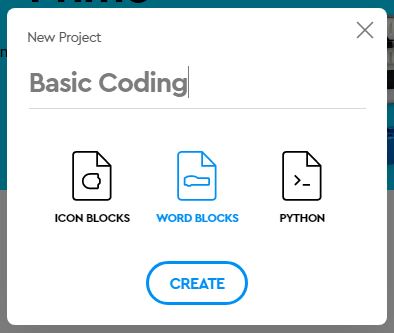 New Project
Basic Coding
ICON BLOCKS
WORD BLOCKS
PYTHON
CREATE